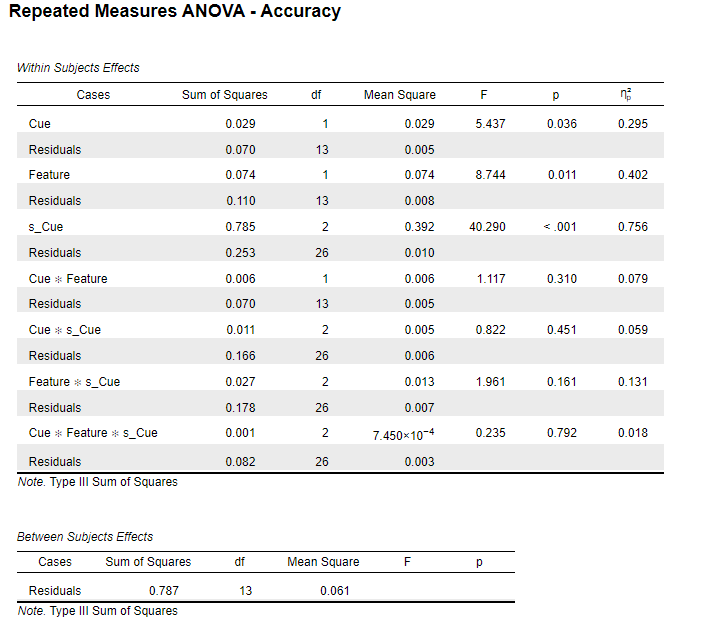 Repeated Measures ANOVA - Accuracy
Within Subjects Effects
Cases Sum of Squares df Mean Square F p η²p
Cue 0.029 1 0.029 5.437 0.036 0.295
Residuals 0.070 13 0.005
Feature 0.074 1 0.074 8.744 0.011 0.402
Residuals 0.110 13 0.008
s_Cue 0.785 2 0.392 40.290 < .001 0.756
Residuals 0.253 26 0.010
Cue ✻ Feature 0.006 1 0.006 1.117 0.310 0.079
Residuals 0.070 13 0.005
Cue ✻ s_Cue 0.011 2 0.005 0.822 0.451 0.059
Residuals 0.166 26 0.006
Feature ✻ s_Cue 0.027 2 0.013 1.961 0.161 0.131
Residuals 0.178 26 0.007
Cue ✻ Feature ✻ s_Cue 0.001 2 7.450×10⁻⁴ 0.235 0.792 0.018
Residuals 0.082 26 0.003
Note. Type III Sum of Squares
Between Subjects Effects
Cases Sum of Squares df Mean Square F p
Residuals 0.787 13 0.061
Note. Type III Sum of Squares